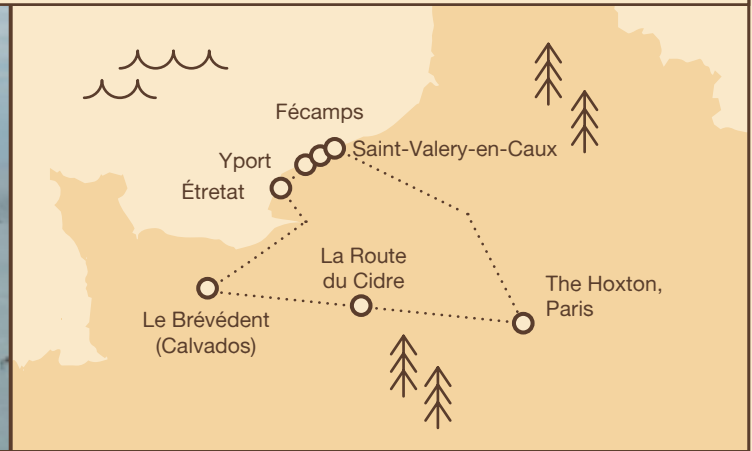 Fécamps
Saint-Valery-en-Caux
Yport
Étretat
La Route
du Cidre
The Hoxton,
Paris
Le Brévédent
(Calvados)